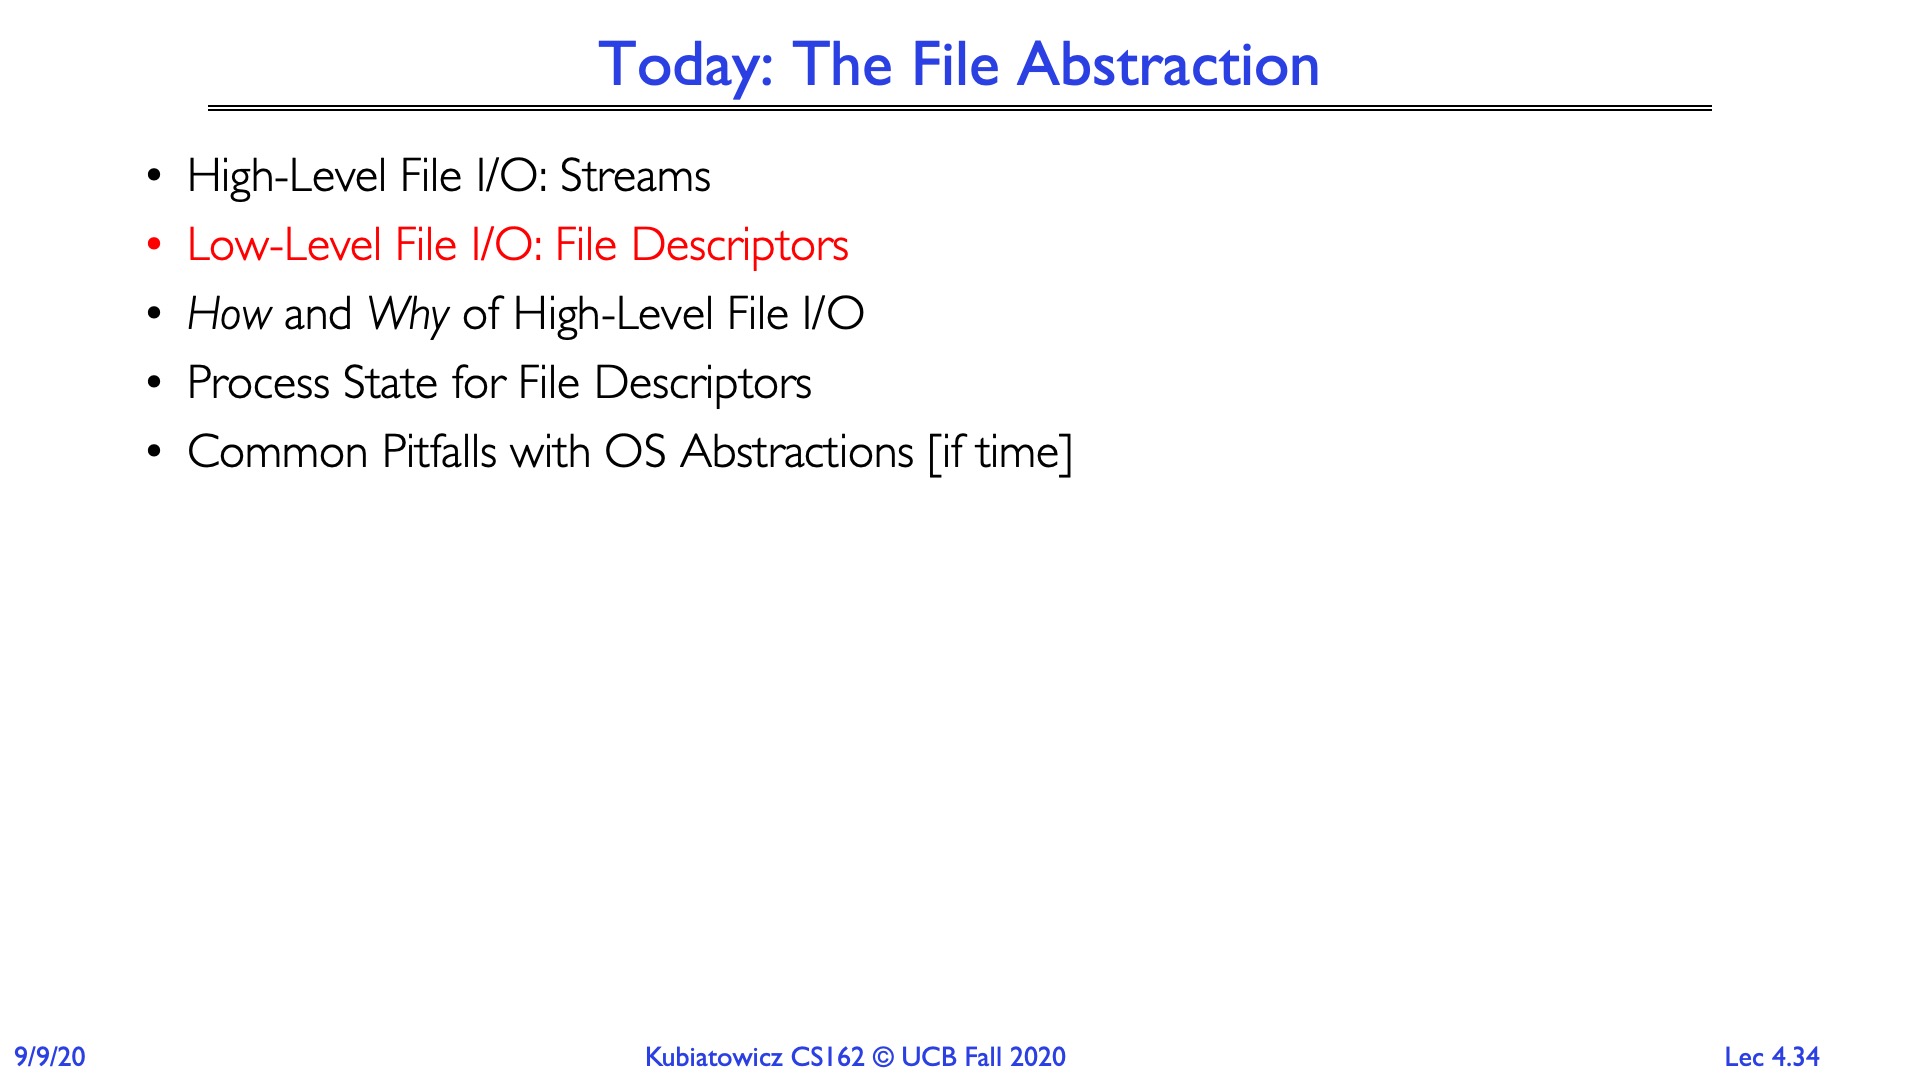 Today: The File Abstraction
• High-Level File I/O: Streams
• Low-Level File I/O: File Descriptors
• How and Why of High-Level File I/O
• Process State for File Descriptors
• Common Pitfalls with OS Abstractions [if time]
9/9/20
Kubiatowicz CS162 © UCB Fall 2020
Lec 4.34